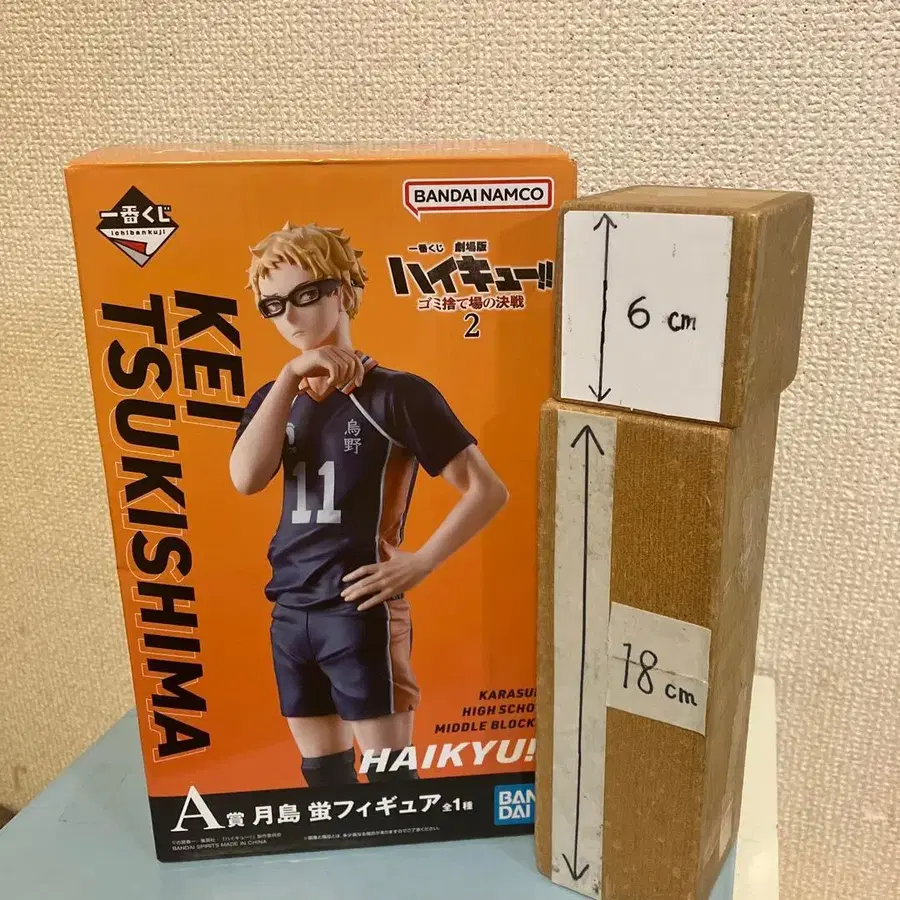 一番くじ
ichibankuji
BANDAI NAMCO
一番くじ 劇場版
ハイキュー!!
ゴミ捨て場の決戦
2
KEI
TSUKISHIMA
烏野
11
KARASU
HIGH SCHO
MIDDLE BLOCK
HAIKYU!
A賞 月島 蛍フィギュア 全1種
BAN
DAI
BANDAI SPIRITS MADE IN CHINA
6 cm
18 cm